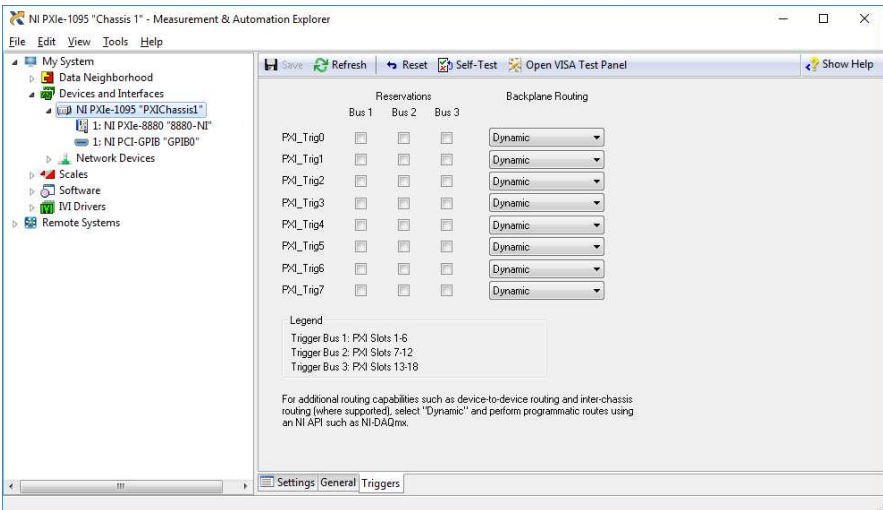 NI PXIe-1095 "Chassis 1" - Measurement & Automation Explorer
File Edit View Tools Help
My System
Data Neighborhood
Devices and Interfaces
NI PXIe-1095 "PXIChassis1"
1: NI PXIe-8880 "8880-NI"
1: NI PCI-GPIB "GPIB0"
Network Devices
Scales
Software
IVI Drivers
Remote Systems
Save Refresh Reset Self-Test Open VISA Test Panel Show Help
Reservations Backplane Routing
Bus 1 Bus 2 Bus 3
PXI_Trig0 Dynamic
PXI_Trig1 Dynamic
PXI_Trig2 Dynamic
PXI_Trig3 Dynamic
PXI_Trig4 Dynamic
PXI_Trig5 Dynamic
PXI_Trig6 Dynamic
PXI_Trig7 Dynamic
Legend
Trigger Bus 1: PXI Slots 1-6
Trigger Bus 2: PXI Slots 7-12
Trigger Bus 3: PXI Slots 13-18
For additional routing capabilities such as device-to-device routing and inter-chassis
routing (where supported), select "Dynamic" and perform programmatic routes using
an NI API such as NI-DAQmx.
Settings General Triggers